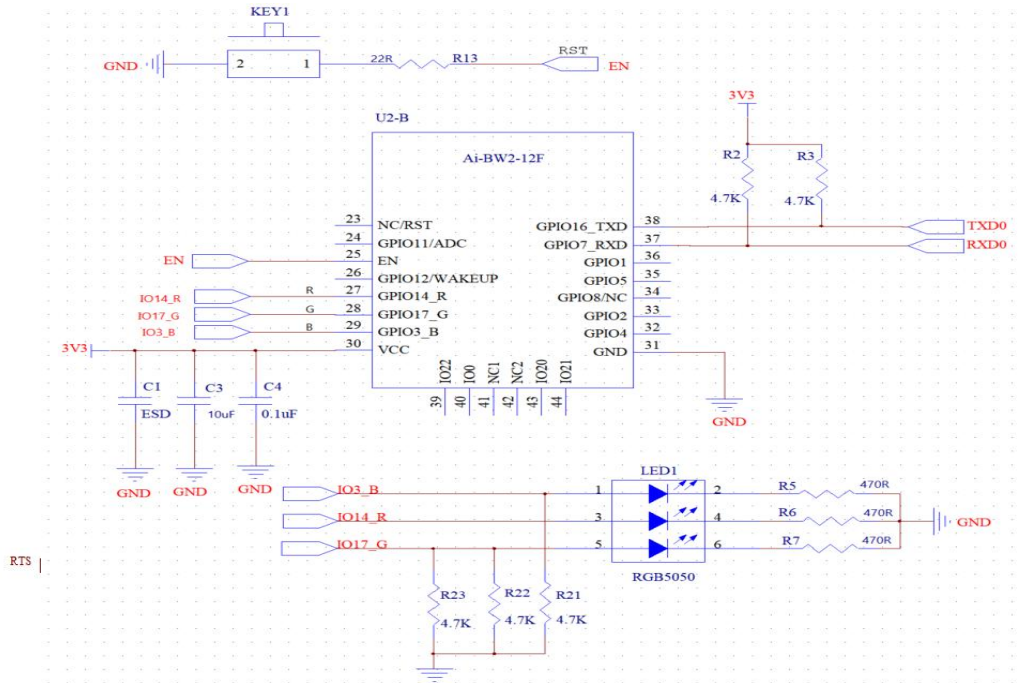 KEY1
GND 2 1 22R R13 RST EN
U2-B
Ai-BW2-12F
3V3
R2 R3
4.7K 4.7K
23 NC/RST
24 GPIO11/ADC
EN 25 EN
26 GPIO12/WAKEUP
IO14_R R 27 GPIO14_R
IO17_G G 28 GPIO17_G
IO3_B B 29 GPIO3_B
3V3 30 VCC
GPIO16_TXD 38 TXD0
GPIO7_RXD 37 RXD0
GPIO1 36
GPIO5 35
GPIO8/NC 34
GPIO2 33
GPIO4 32
GND 31
IO22 IO0 NC1 NC2 IO20 IO21
39 40 41 42 43 44
GND
C1 C3 C4
ESD 10uF 0.1uF
GND GND GND
LED1
IO3_B 1 2 R5 470R
IO14_R 3 4 R6 470R GND
IO17_G 5 6 R7 470R
RGB5050
RTS
R23 R22 R21
4.7K 4.7K 4.7K